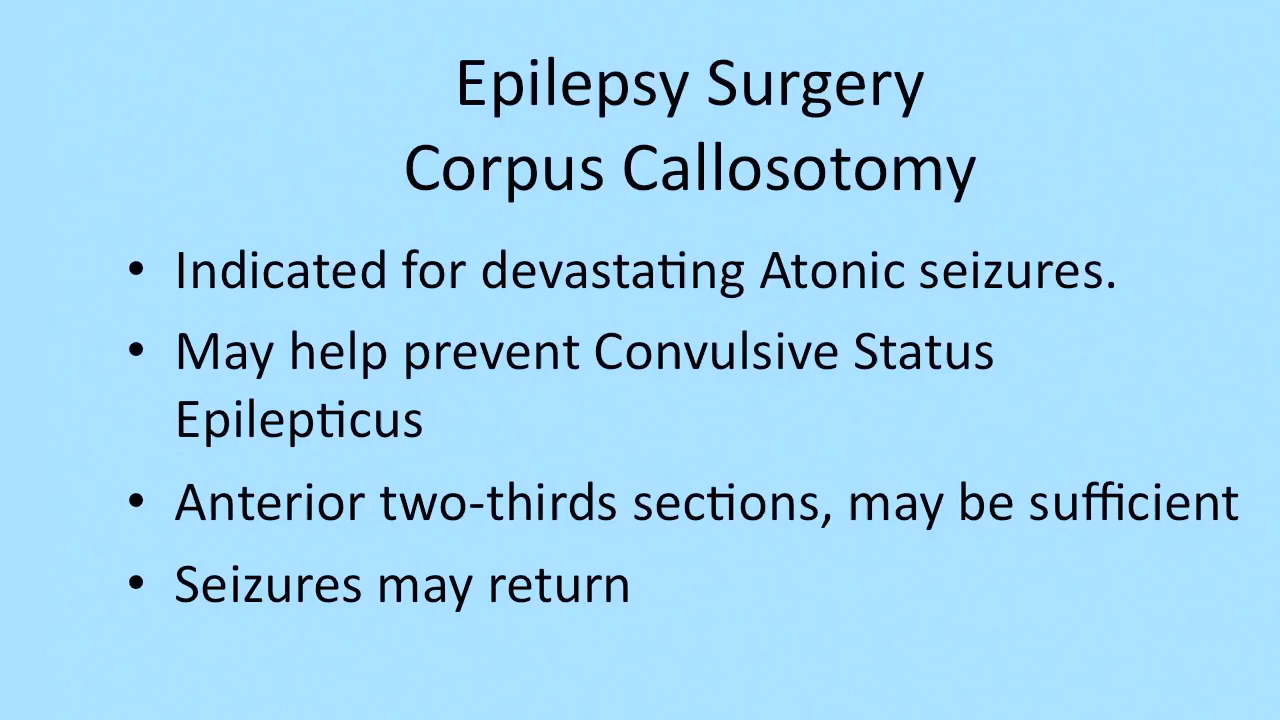 Epilepsy Surgery
Corpus Callosotomy
• Indicated for devastating Atonic seizures.
• May help prevent Convulsive Status
Epilepticus
• Anterior two-thirds sections, may be sufficient
• Seizures may return